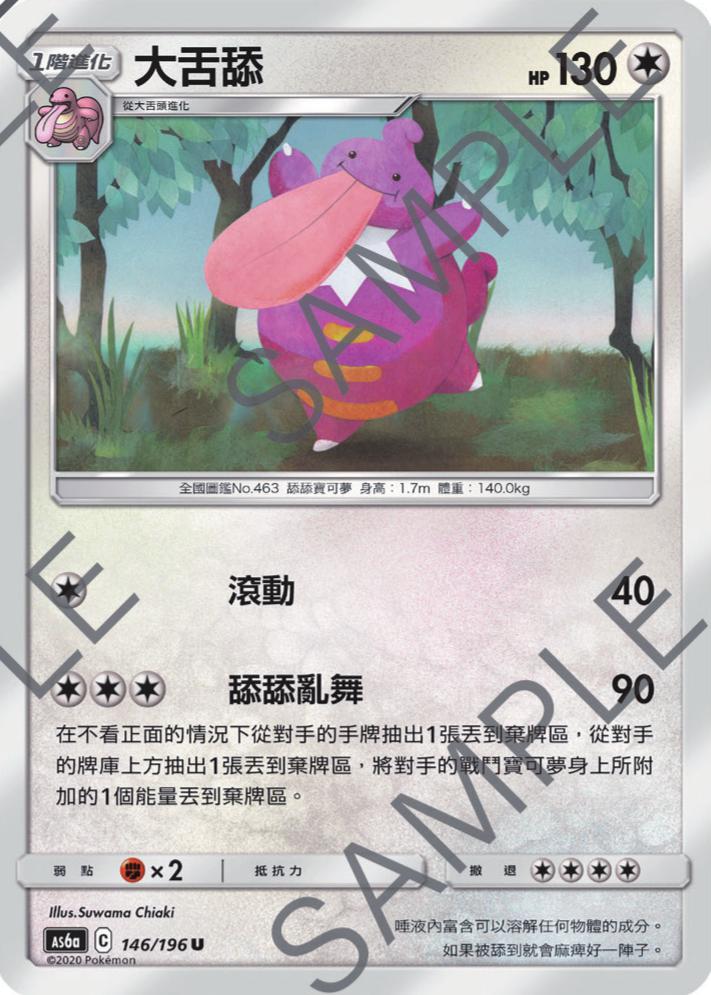 1階進化
大舌舔
HP 130
從大舌頭進化
全國圖鑑No.463 舔舔寶可夢 身高：1.7m 體重：140.0kg
滾動 40
舔舔亂舞 90
在不看正面的情況下從對手的手牌抽出1張丟到棄牌區，從對手
的牌庫上方抽出1張丟到棄牌區，將對手的戰鬥寶可夢身上所附
加的1個能量丟到棄牌區。
弱點 ×2 抵抗力 撤退
Illus.Suwama Chiaki
AS6a C 146/196 U
©2020 Pokémon
唾液內富含可以溶解任何物體的成分。
如果被舔到就會麻痺好一陣子。
SAMPLE
SAMPLE
LE
LE